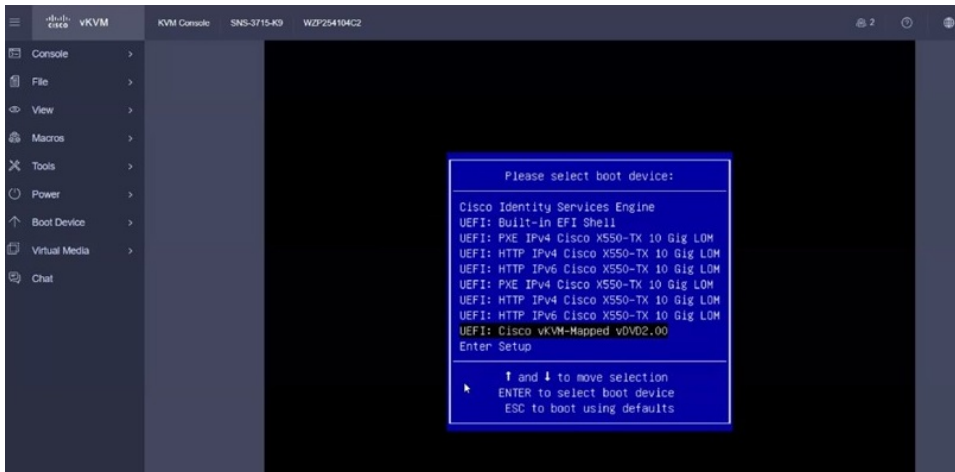 cisco vKVM
KVM Console SNS-3715-K9 WZP254104C2 2
Console
File
View
Macros
Tools
Power
Boot Device
Virtual Media
Chat
Please select boot device:
Cisco Identity Services Engine
UEFI: Built-in EFI Shell
UEFI: PXE IPv4 Cisco X550-TX 10 Gig LOM
UEFI: HTTP IPv4 Cisco X550-TX 10 Gig LOM
UEFI: HTTP IPv6 Cisco X550-TX 10 Gig LOM
UEFI: PXE IPv4 Cisco X550-TX 10 Gig LOM
UEFI: HTTP IPv4 Cisco X550-TX 10 Gig LOM
UEFI: HTTP IPv6 Cisco X550-TX 10 Gig LOM
UEFI: Cisco vKVM-Mapped vDVD2.00
Enter Setup
↑ and ↓ to move selection
ENTER to select boot device
ESC to boot using defaults